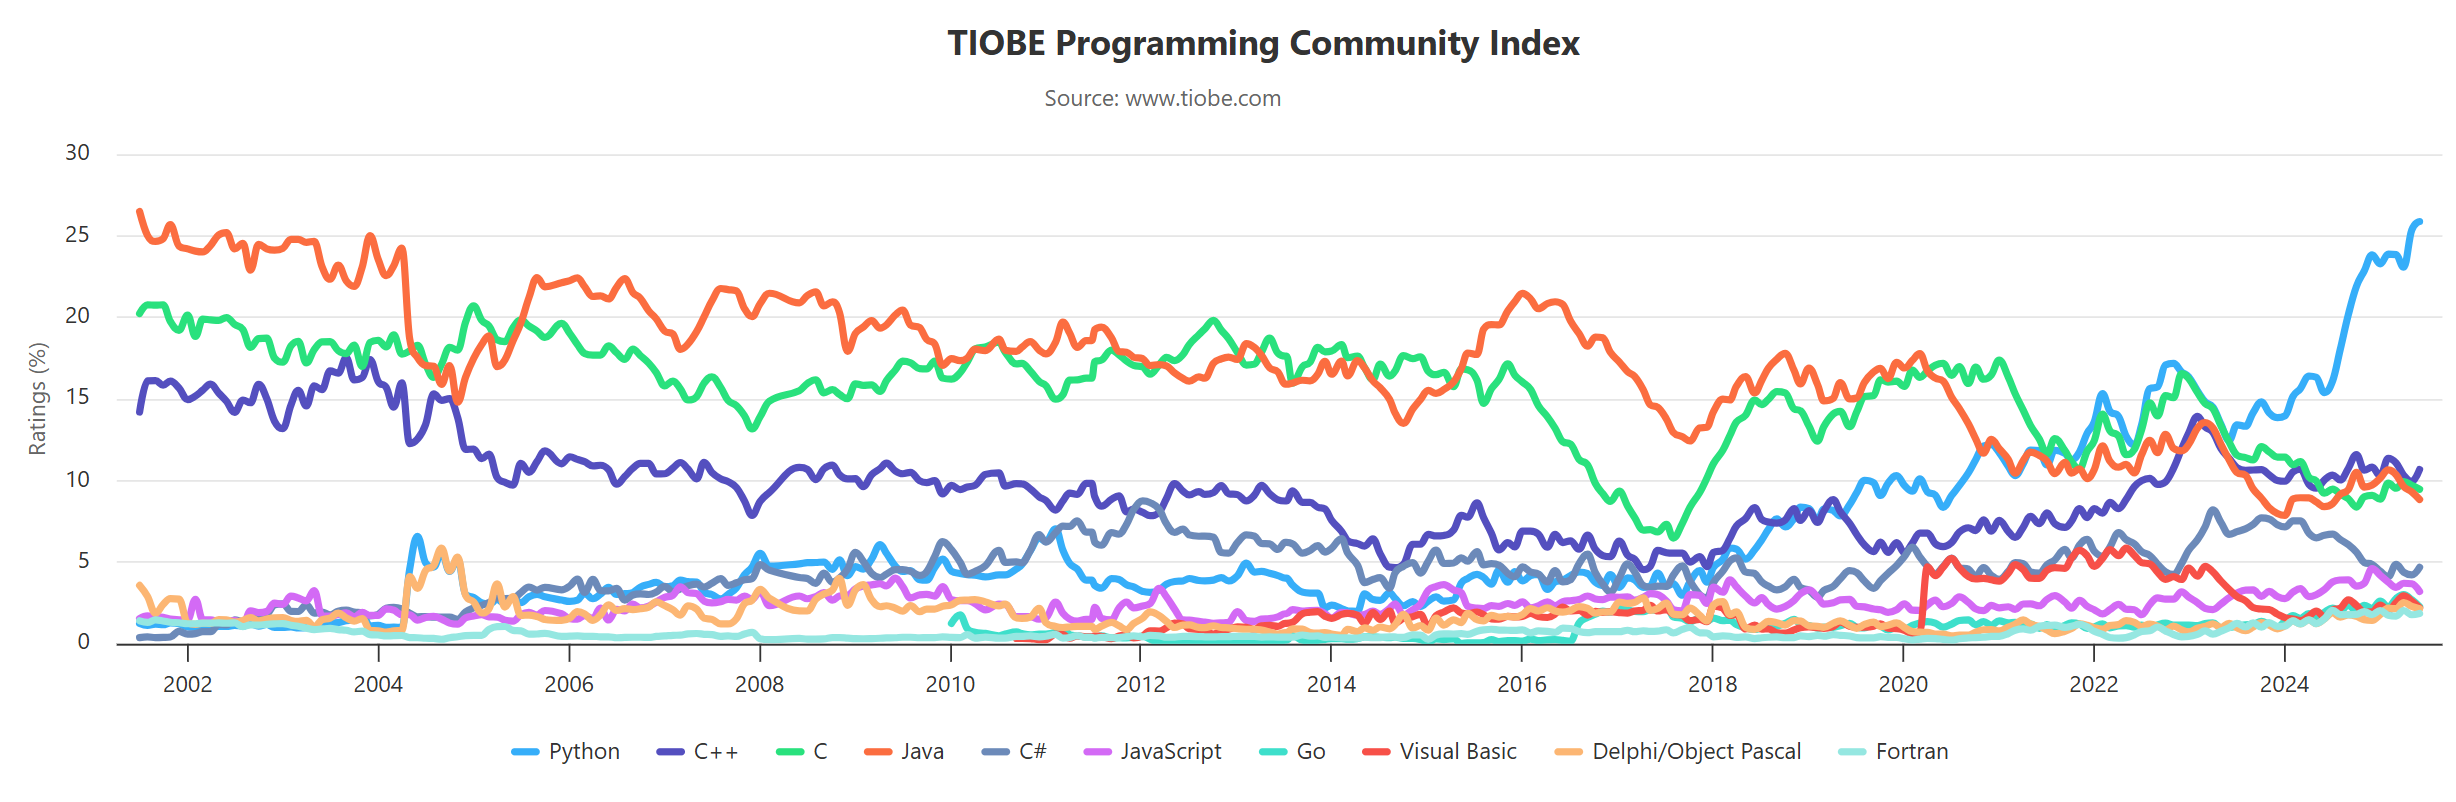 TIOBE Programming Community Index
Source: www.tiobe.com
Ratings (%)
30
25
20
15
10
5
0
2002 2004 2006 2008 2010 2012 2014 2016 2018 2020 2022 2024
Python C++ C Java C# JavaScript Go Visual Basic Delphi/Object Pascal Fortran